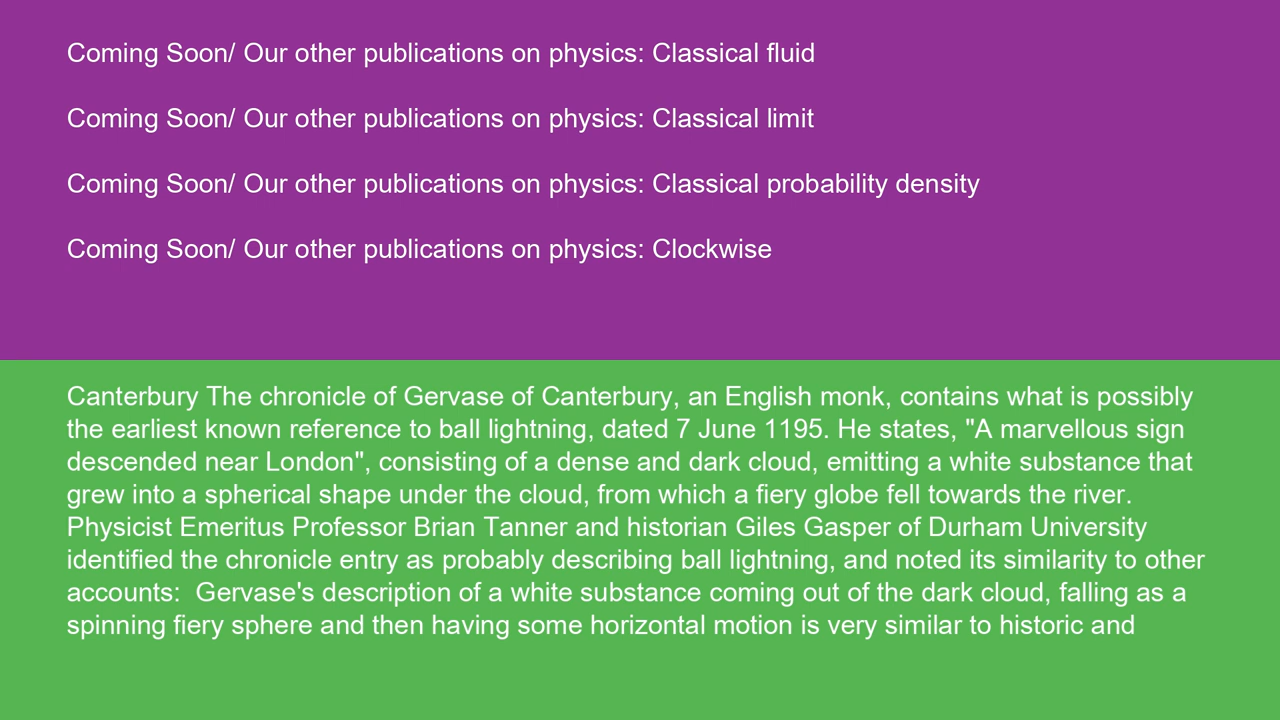 Coming Soon/ Our other publications on physics: Classical fluid
Coming Soon/ Our other publications on physics: Classical limit
Coming Soon/ Our other publications on physics: Classical probability density
Coming Soon/ Our other publications on physics: Clockwise
Canterbury The chronicle of Gervase of Canterbury, an English monk, contains what is possibly
the earliest known reference to ball lightning, dated 7 June 1195. He states, "A marvellous sign
descended near London", consisting of a dense and dark cloud, emitting a white substance that
grew into a spherical shape under the cloud, from which a fiery globe fell towards the river.
Physicist Emeritus Professor Brian Tanner and historian Giles Gasper of Durham University
identified the chronicle entry as probably describing ball lightning, and noted its similarity to other
accounts:  Gervase's description of a white substance coming out of the dark cloud, falling as a
spinning fiery sphere and then having some horizontal motion is very similar to historic and